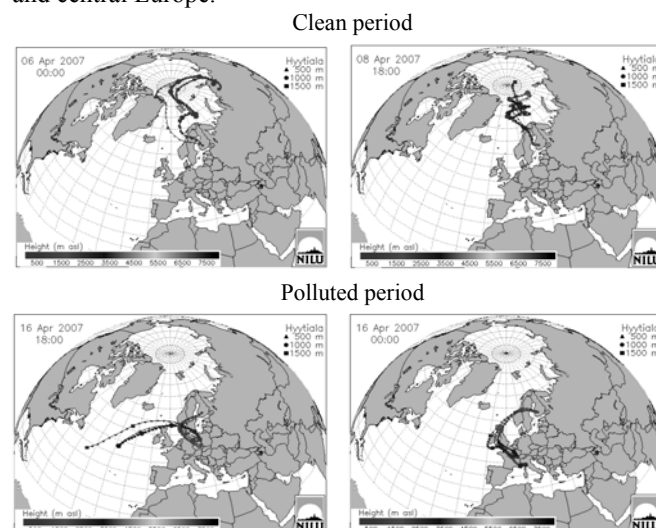 and central Europe.
Clean period
06 Apr 2007
00:00
Hyytiala
▲ 500 m
● 1000 m
■ 1500 m
Height (m asl)
500 1500 2500 3500 4500 5500 6500 7500
NILU
08 Apr 2007
18:00
Hyytiala
▲ 500 m
● 1000 m
■ 1500 m
Height (m asl)
500 1500 2500 3500 4500 5500 6500 7500
NILU
Polluted period
16 Apr 2007
18:00
Hyytiala
▲ 500 m
● 1000 m
■ 1500 m
Height (m asl)
NILU
16 Apr 2007
00:00
Hyytiala
▲ 500 m
● 1000 m
■ 1500 m
Height (m asl)
NILU